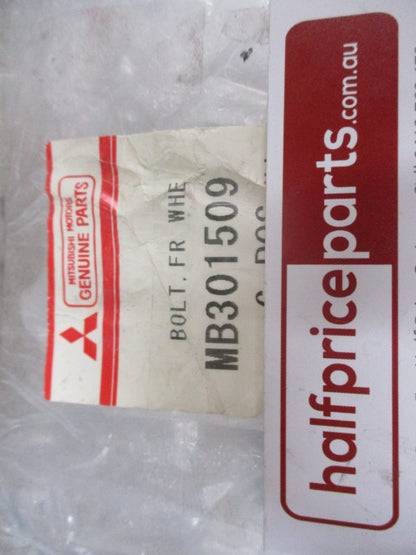 MITSUBISHI MOTORS
GENUINE PARTS
BOLT,FR WHE
MB301509
halfpriceparts.com.au